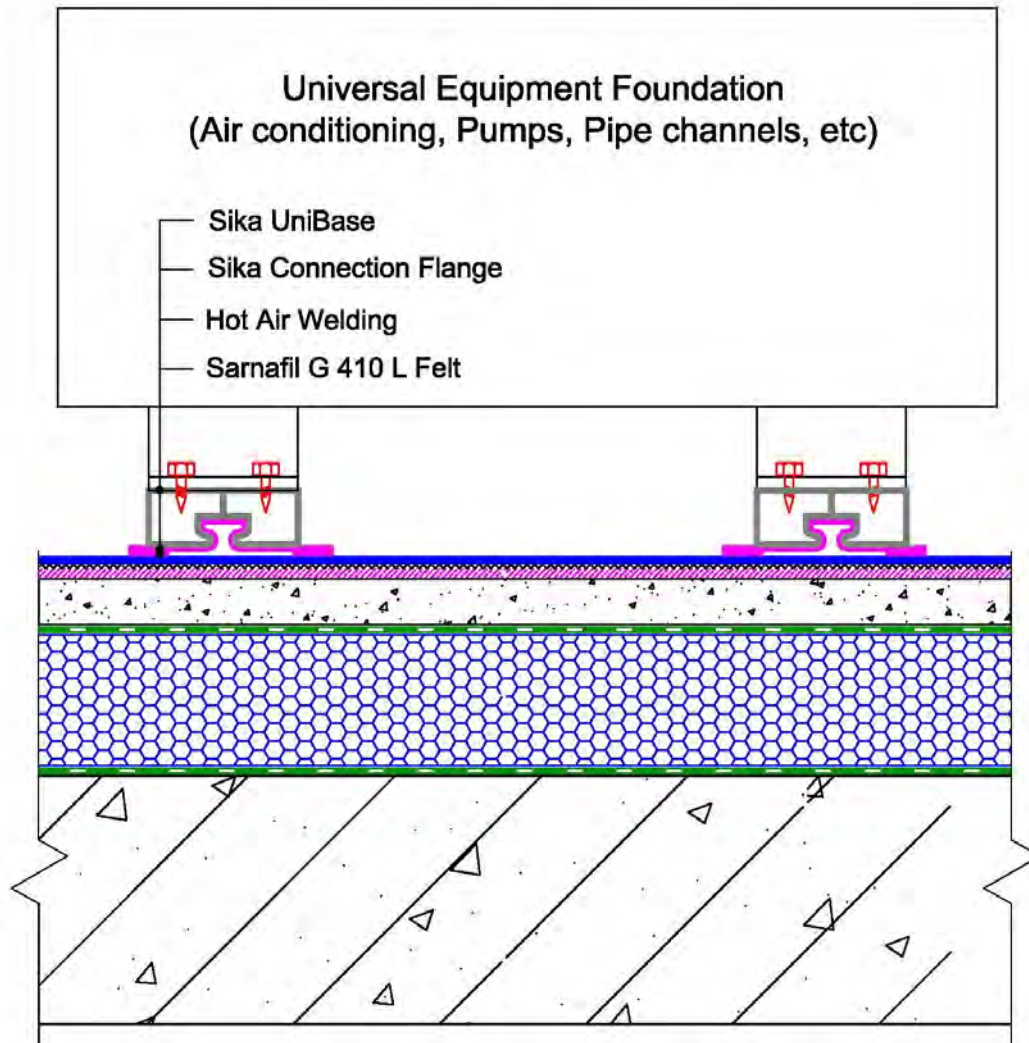 Universal Equipment Foundation
(Air conditioning, Pumps, Pipe channels, etc)
Sika UniBase
Sika Connection Flange
Hot Air Welding
Sarnafil G 410 L Felt